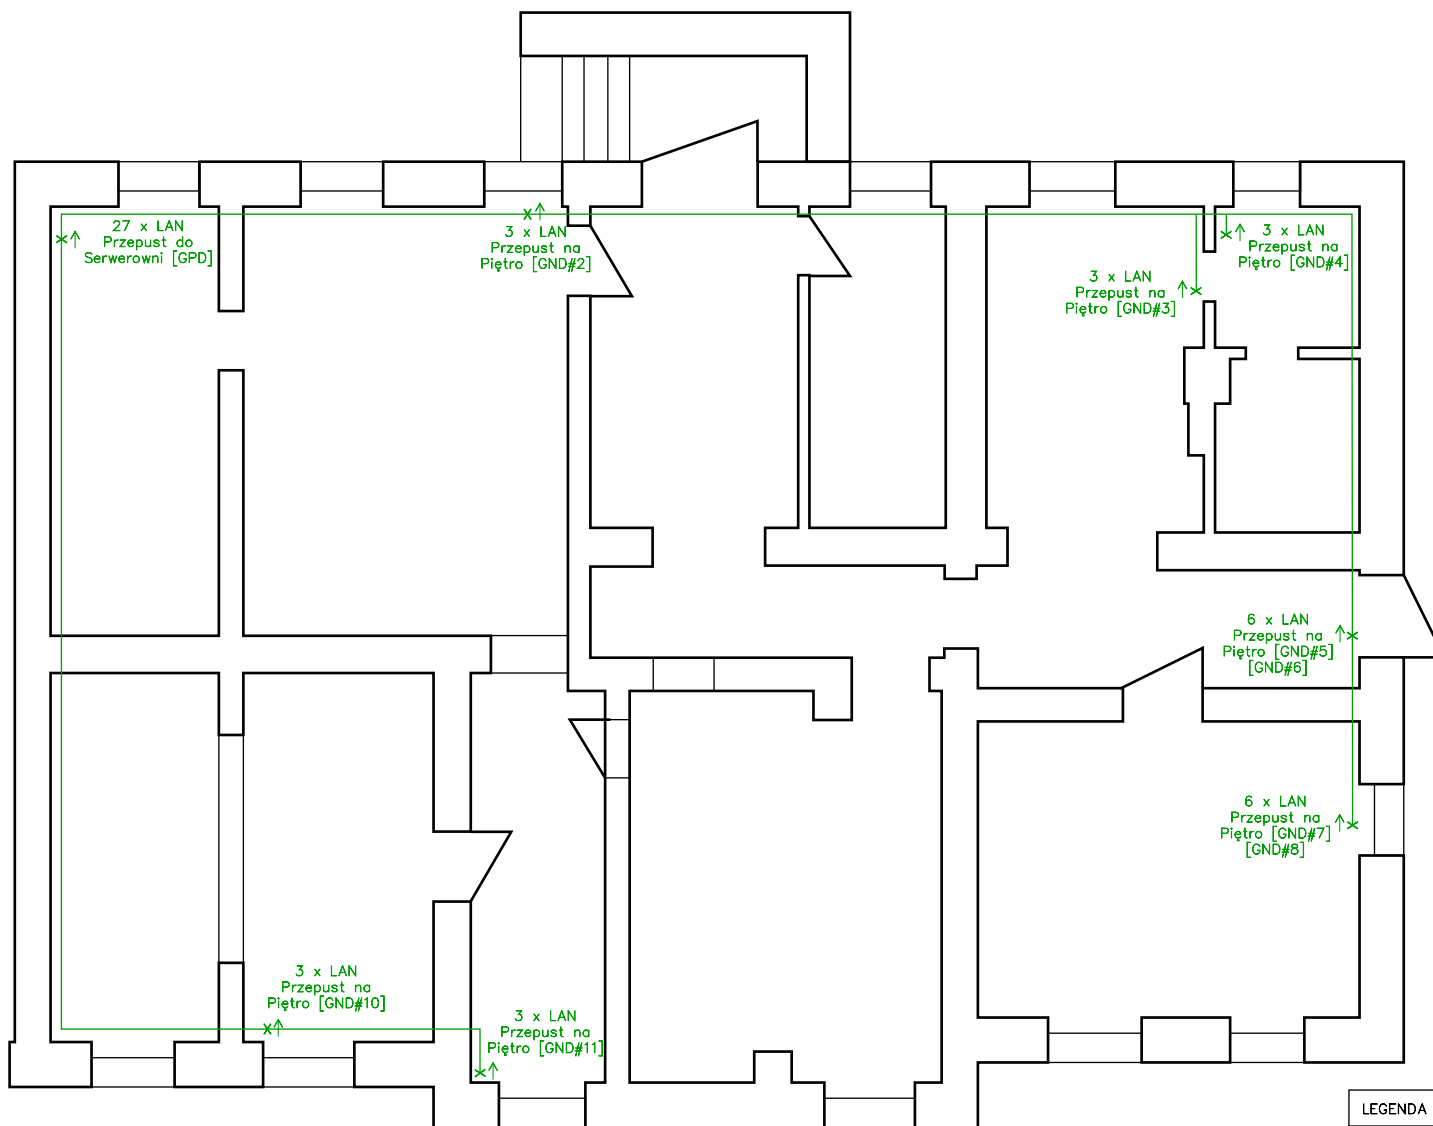 27 x LAN
Przepust do
Serwerowni [GPD]
3 x LAN
Przepust na
Piętro [GND#2]
3 x LAN
Przepust na
Piętro [GND#3]
3 x LAN
Przepust na
Piętro [GND#4]
6 x LAN
Przepust na
Piętro [GND#5]
[GND#6]
6 x LAN
Przepust na
Piętro [GND#7]
[GND#8]
3 x LAN
Przepust na
Piętro [GND#10]
3 x LAN
Przepust na
Piętro [GND#11]
LEGENDA